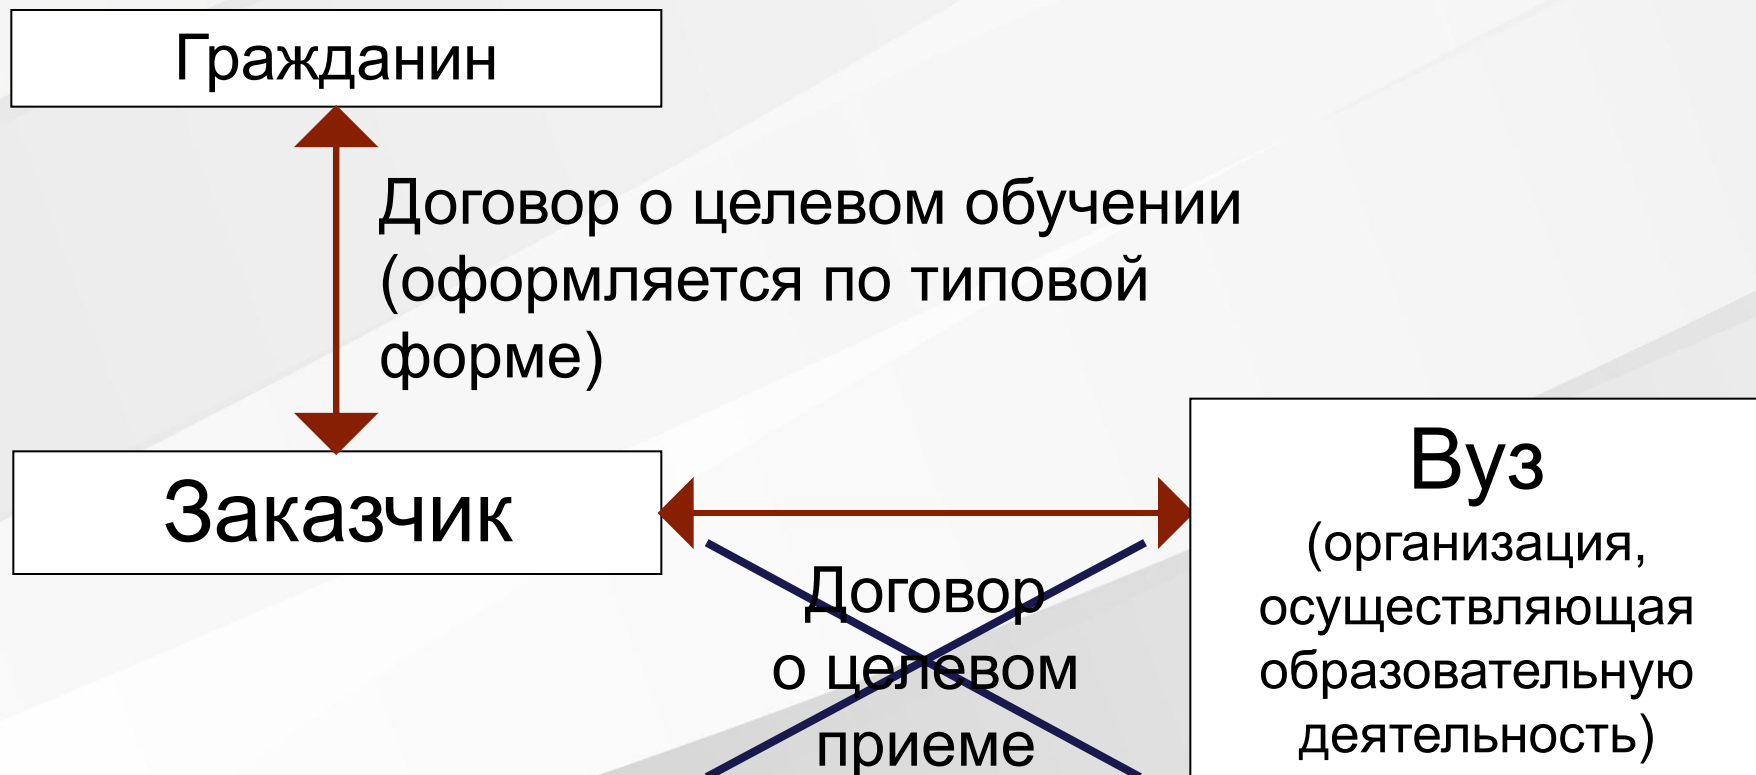 Гражданин
Договор о целевом обучении
(оформляется по типовой
форме)
Заказчик
Договор
о целевом
приеме
Вуз
(организация,
осуществляющая
образовательную
деятельность)